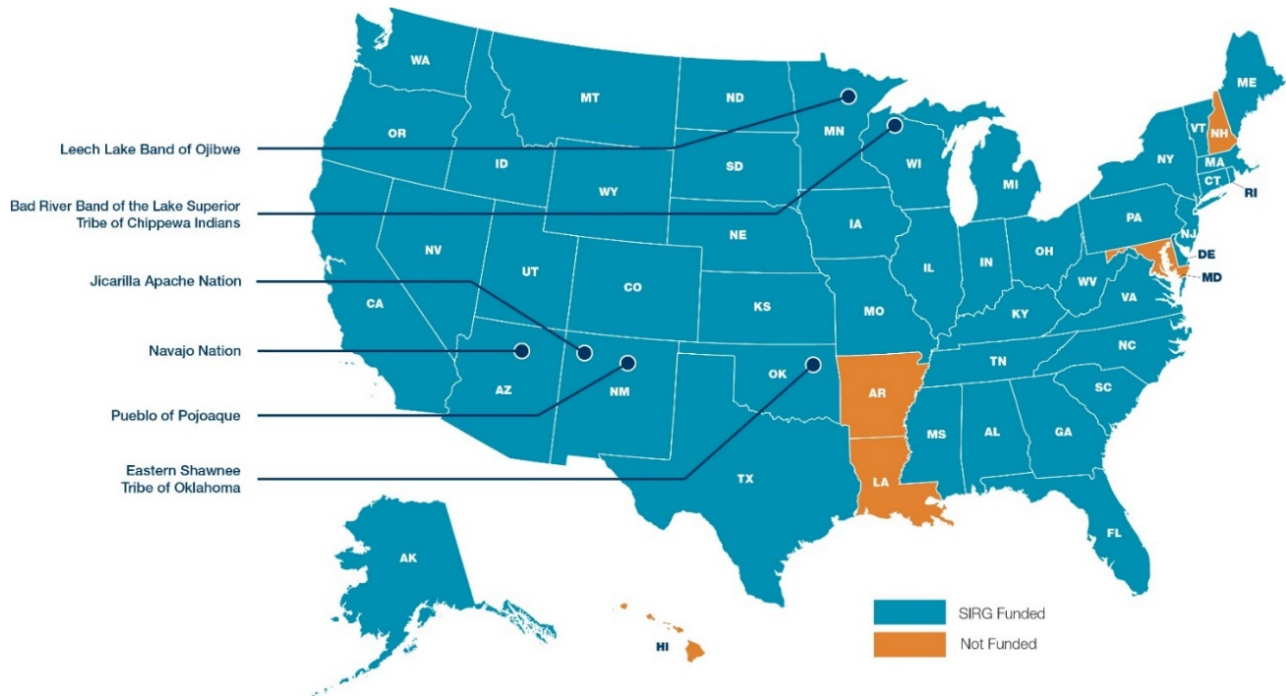 WA
MT
ND
MN
ME
OR
ID
SD
WI
VT
NH
Leech Lake Band of Ojibwe
WY
MI
NY
MA
CT
RI
Bad River Band of the Lake Superior
Tribe of Chippewa Indians
NE
IA
PA
NJ
NV
UT
IL
IN
OH
DE
MD
Jicarilla Apache Nation
CA
CO
KS
MO
WV
VA
KY
Navajo Nation
NC
TN
AZ
NM
OK
AR
SC
Pueblo of Pojoaque
MS
AL
GA
Eastern Shawnee
Tribe of Oklahoma
TX
LA
FL
AK
HI
SIRG Funded
Not Funded